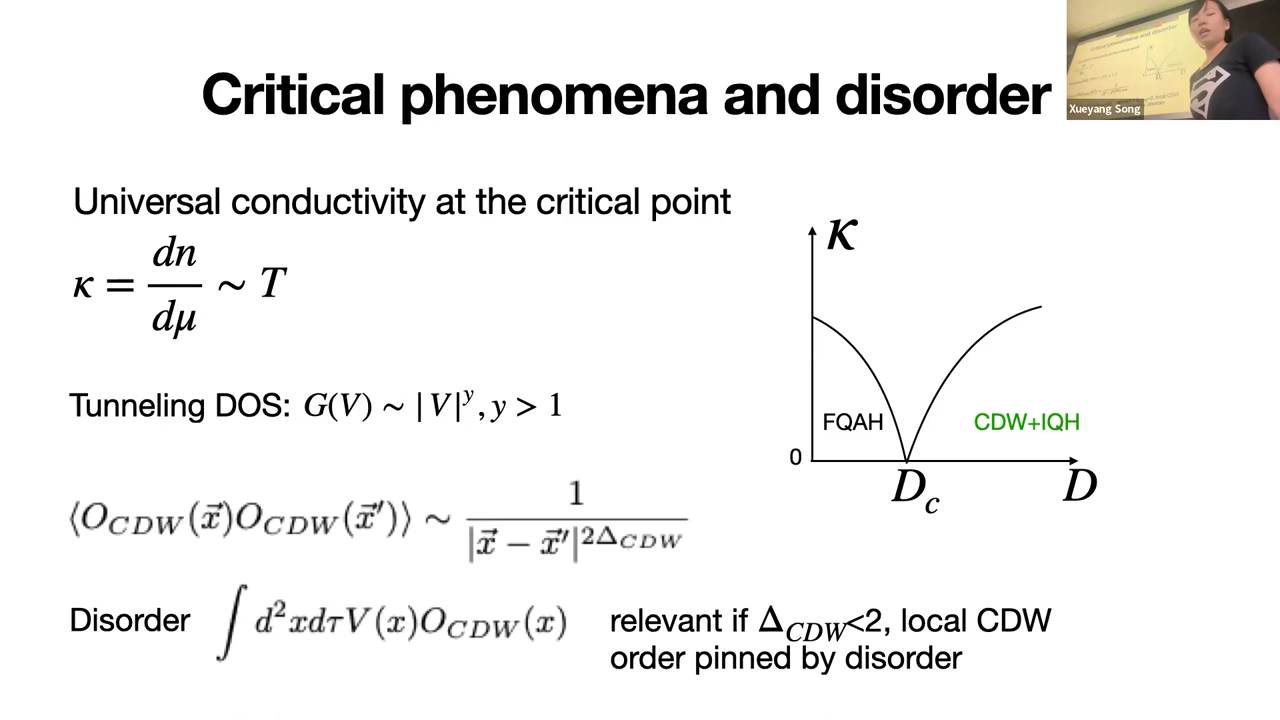 Critical phenomena and disorder
Xueyang Song
Universal conductivity at the critical point
κ = dn/dμ ~ T
Tunneling DOS: G(V) ~ |V|^y, y > 1
⟨O_CDW(x⃗)O_CDW(x⃗′)⟩ ~ 1/|x⃗ − x⃗′|^{2Δ_CDW}
Disorder ∫ d²xdτV(x)O_CDW(x)
relevant if Δ_CDW<2, local CDW
order pinned by disorder
κ
FQAH
CDW+IQH
0
D_c
D